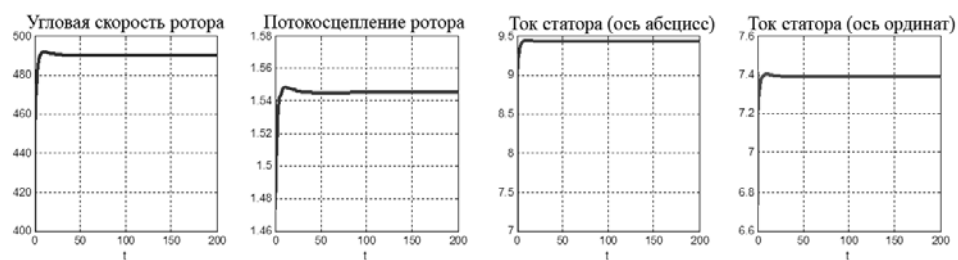 Угловая скорость ротора
500
480
460
440
420
400
0 50 100 150 200
t
Потокосцепление ротора
1.58
1.56
1.54
1.52
1.5
1.48
1.46
0 50 100 150 200
t
Ток статора (ось абсцисс)
9.5
9
8.5
8
7.5
7
0 50 100 150 200
t
Ток статора (ось ординат)
7.6
7.4
7.2
7
6.8
6.6
0 50 100 150 200
t